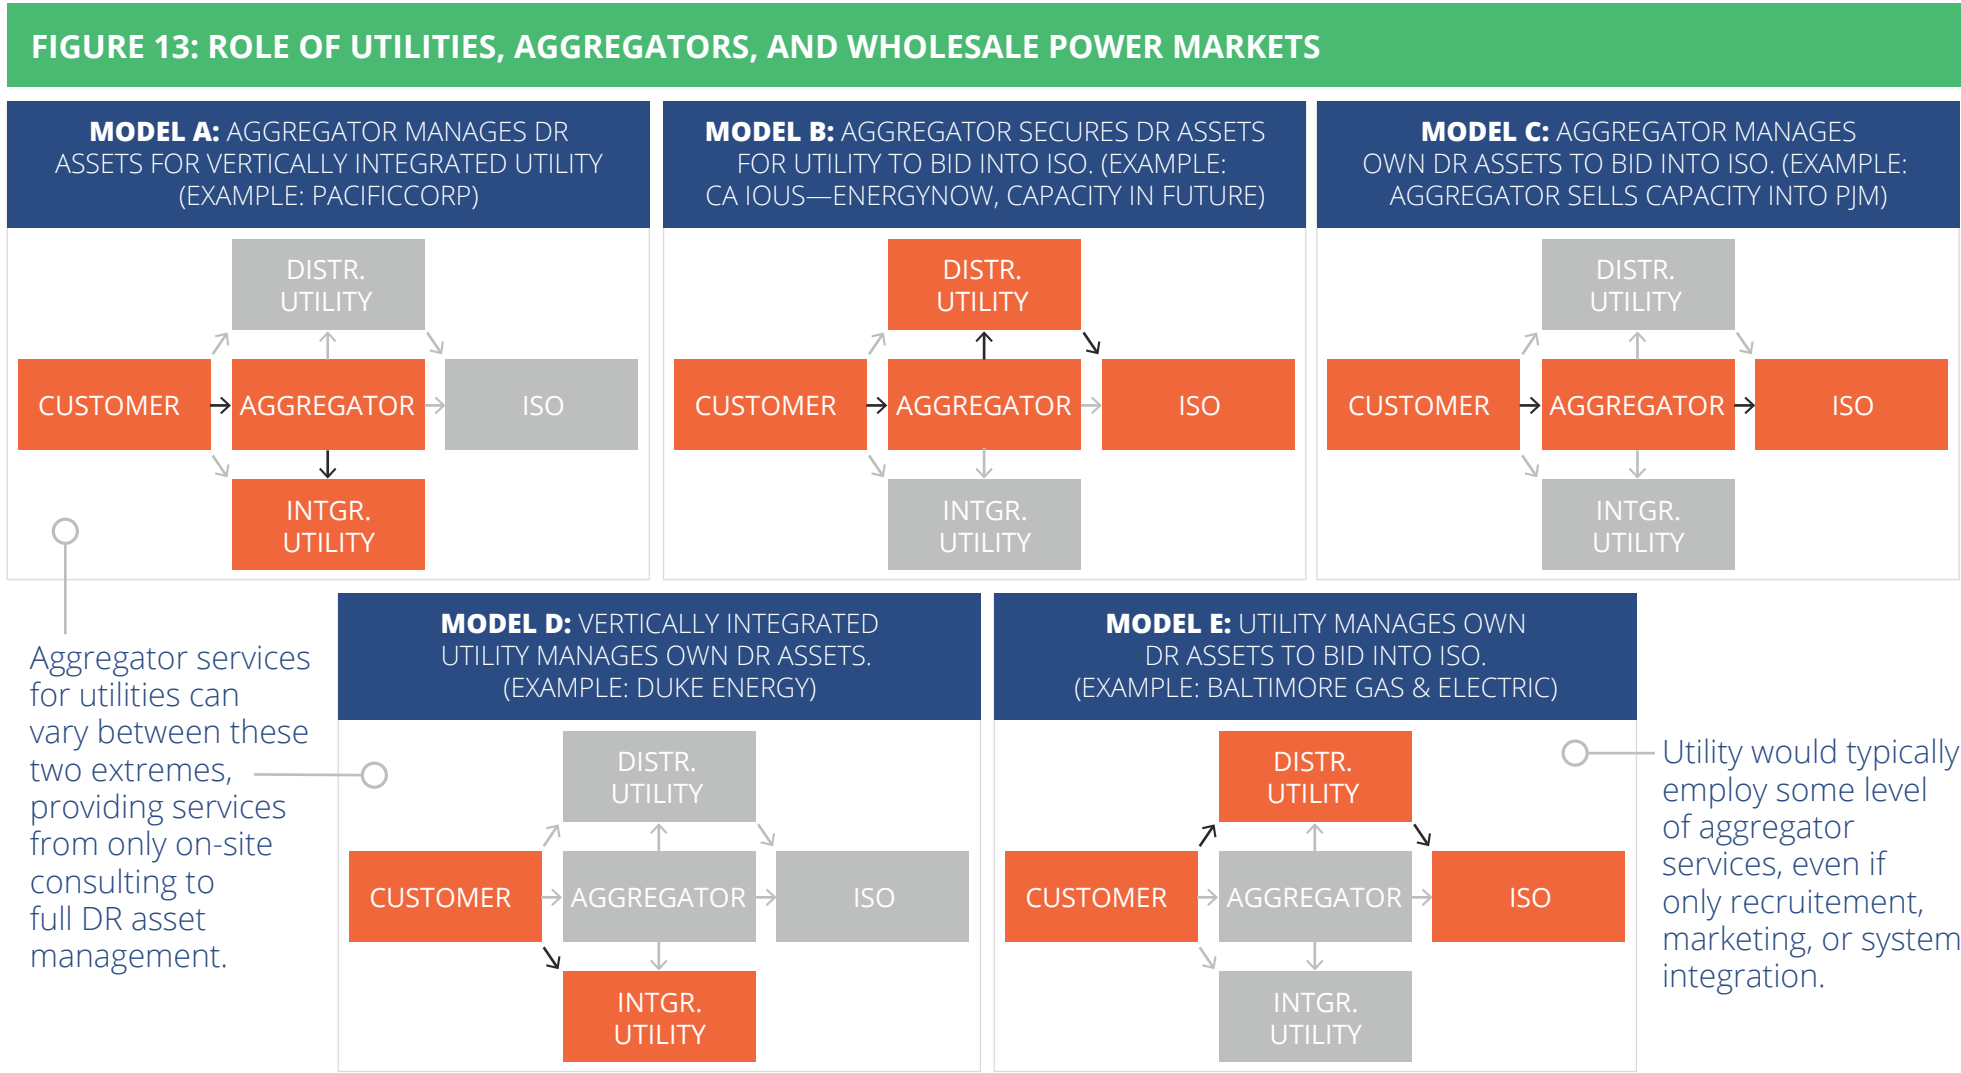 FIGURE 13: ROLE OF UTILITIES, AGGREGATORS, AND WHOLESALE POWER MARKETS
MODEL A: AGGREGATOR MANAGES DR
ASSETS FOR VERTICALLY INTEGRATED UTILITY
(EXAMPLE: PACIFICCORP)
DISTR.
UTILITY
CUSTOMER
AGGREGATOR
ISO
INTGR.
UTILITY
MODEL B: AGGREGATOR SECURES DR ASSETS
FOR UTILITY TO BID INTO ISO. (EXAMPLE:
CA IOUS—ENERGYNOW, CAPACITY IN FUTURE)
DISTR.
UTILITY
CUSTOMER
AGGREGATOR
ISO
INTGR.
UTILITY
MODEL C: AGGREGATOR MANAGES
OWN DR ASSETS TO BID INTO ISO. (EXAMPLE:
AGGREGATOR SELLS CAPACITY INTO PJM)
DISTR.
UTILITY
CUSTOMER
AGGREGATOR
ISO
INTGR.
UTILITY
Aggregator services
for utilities can
vary between these
two extremes,
providing services
from only on-site
consulting to
full DR asset
management.
MODEL D: VERTICALLY INTEGRATED
UTILITY MANAGES OWN DR ASSETS.
(EXAMPLE: DUKE ENERGY)
DISTR.
UTILITY
CUSTOMER
AGGREGATOR
ISO
INTGR.
UTILITY
MODEL E: UTILITY MANAGES OWN
DR ASSETS TO BID INTO ISO.
(EXAMPLE: BALTIMORE GAS & ELECTRIC)
DISTR.
UTILITY
CUSTOMER
AGGREGATOR
ISO
INTGR.
UTILITY
Utility would typically
employ some level
of aggregator
services, even if
only recruitement,
marketing, or system
integration.